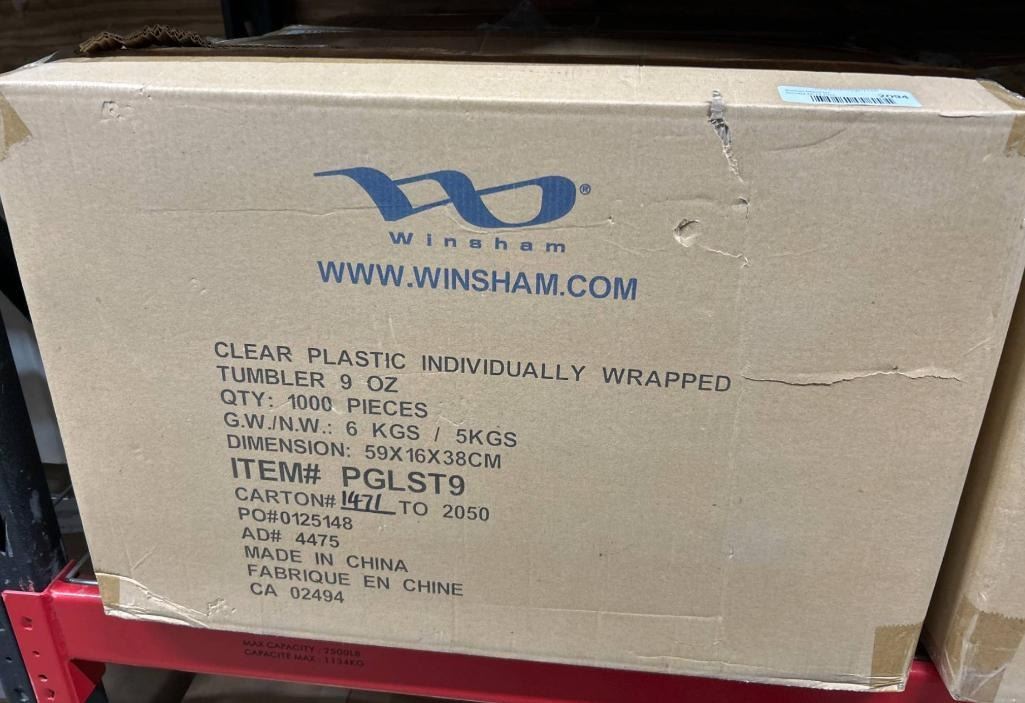 2094
®
Winsham
WWW.WINSHAM.COM
CLEAR PLASTIC INDIVIDUALLY WRAPPED
TUMBLER 9 OZ
QTY: 1000 PIECES
G.W./N.W.: 6 KGS / 5KGS
DIMENSION: 59X16X38CM
ITEM# PGLST9
CARTON# 1471 TO 2050
PO#0125148
AD# 4475
MADE IN CHINA
FABRIQUE EN CHINE
CA 02494
MAX CAPACITY : 2500LB
CAPACITÉ MAX : 1134KG